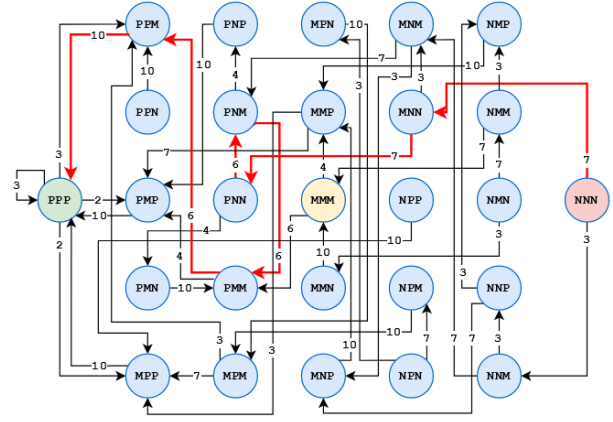 PPM PNP MPN MNM NMP
10 7
10 10
3 3 3
10 4 3 3
PPN PNM MMP MNN NMM
7 7 7 7
3 6 4
PPP 2 PMP PNN MMM NPP NMN NNN
10 4 6
2 6 4 6 10 10 3 3
3
PMN 10 PMM MMN NPM NNP
10
3 3 10 7 7 7 3
10
MPP 7 MPM MNP NPN NNM